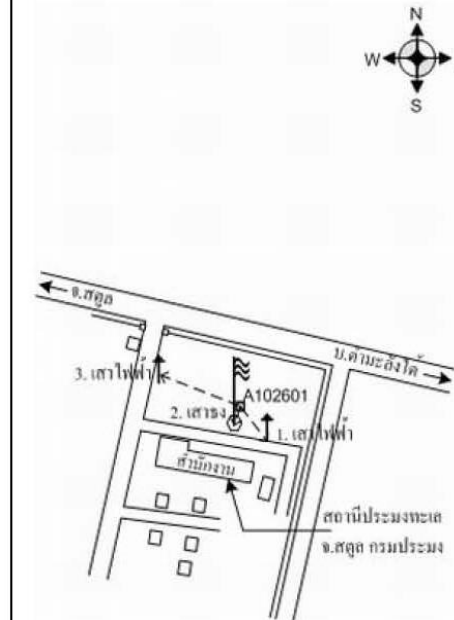 N
W
S
จ.สตูล
บ.ตำมะลังใต้
3. เสาไฟฟ้า
A102601
2. เสาธง
1. เสาไฟฟ้า
สำนักงาน
สถานีประมงทะเล
จ.สตูล กรมประมง